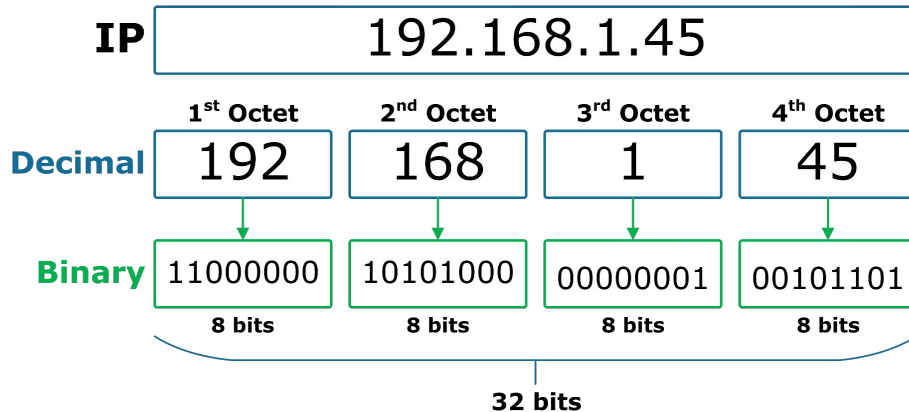 IP 192.168.1.45
1st Octet 2nd Octet 3rd Octet 4th Octet
Decimal 192 168 1 45
Binary 11000000 10101000 00000001 00101101
8 bits 8 bits 8 bits 8 bits
32 bits